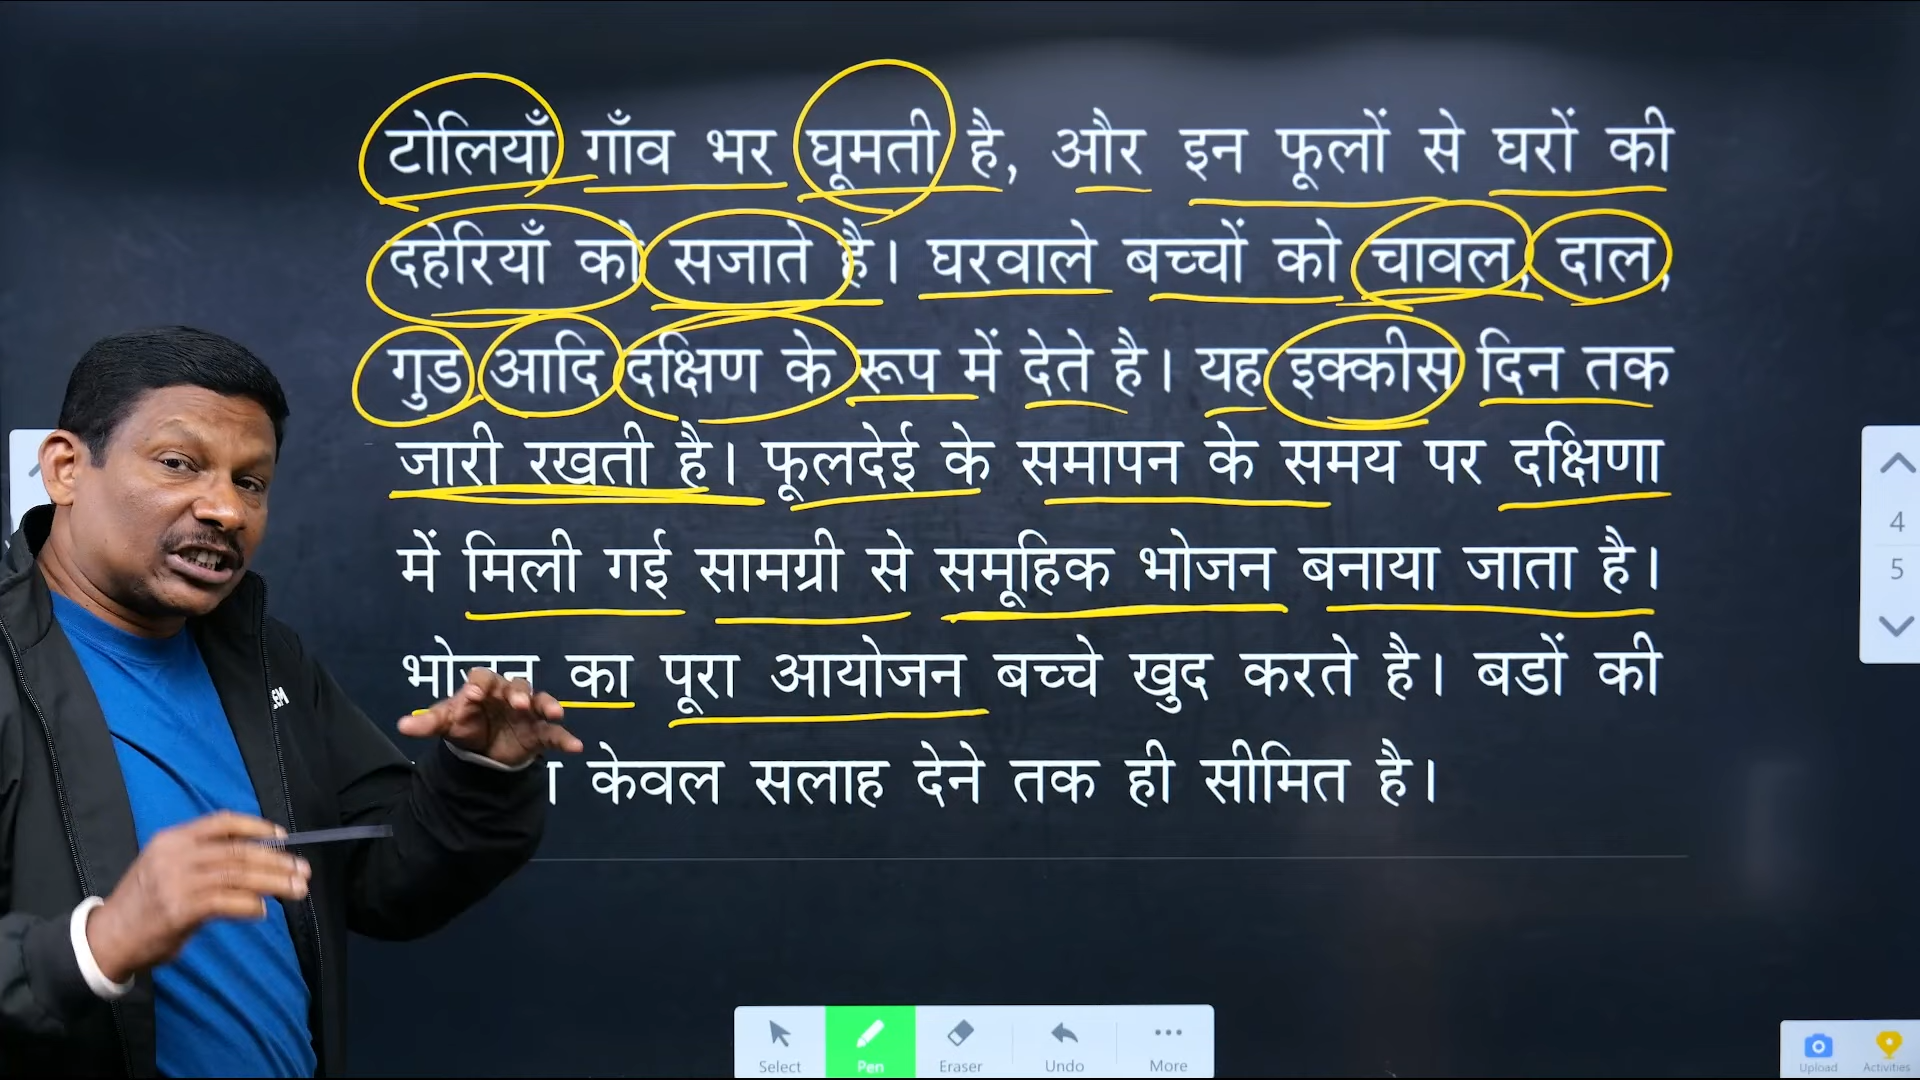 टोलियाँ गाँव भर घूमती है, और इन फूलों से घरों की
दहेरियाँ को सजाते है। घरवाले बच्चों को चावल, दाल,
गुड आदि दक्षिण के रूप में देते है। यह इक्कीस दिन तक
जारी रखती है। फूलदेई के समापन के समय पर दक्षिणा
में मिली गई सामग्री से समूहिक भोजन बनाया जाता है।
भोजन का पूरा आयोजन बच्चे खुद करते है। बडों की
केवल सलाह देने तक ही सीमित है।
4
5
Select
Pen
Eraser
Undo
More
Upload
Activities